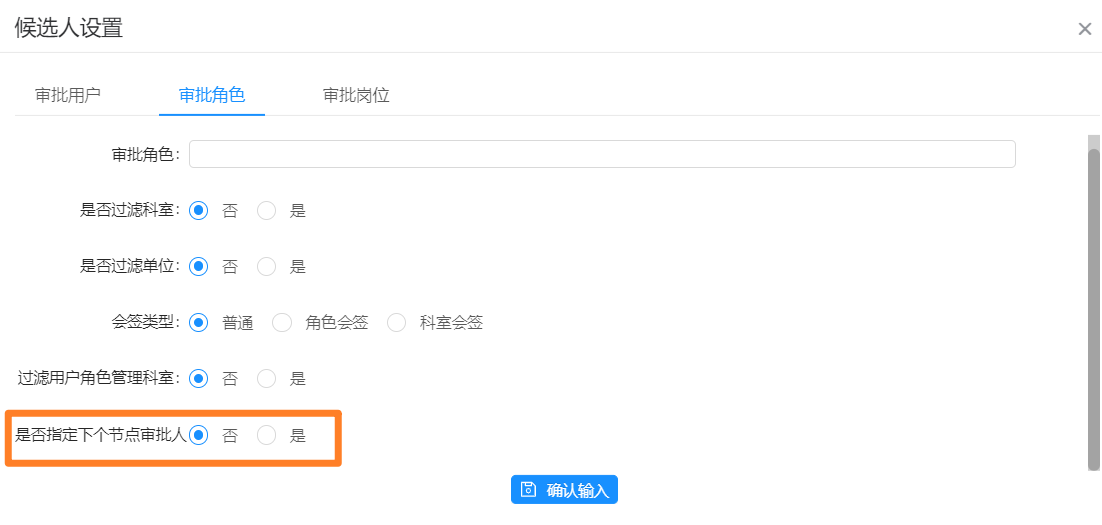 候选人设置
审批用户 审批角色 审批岗位
审批角色:
是否过滤科室: 否 是
是否过滤单位: 否 是
会签类型: 普通 角色会签 科室会签
过滤用户角色管理科室: 否 是
是否指定下个节点审批人 否 是
确认输入